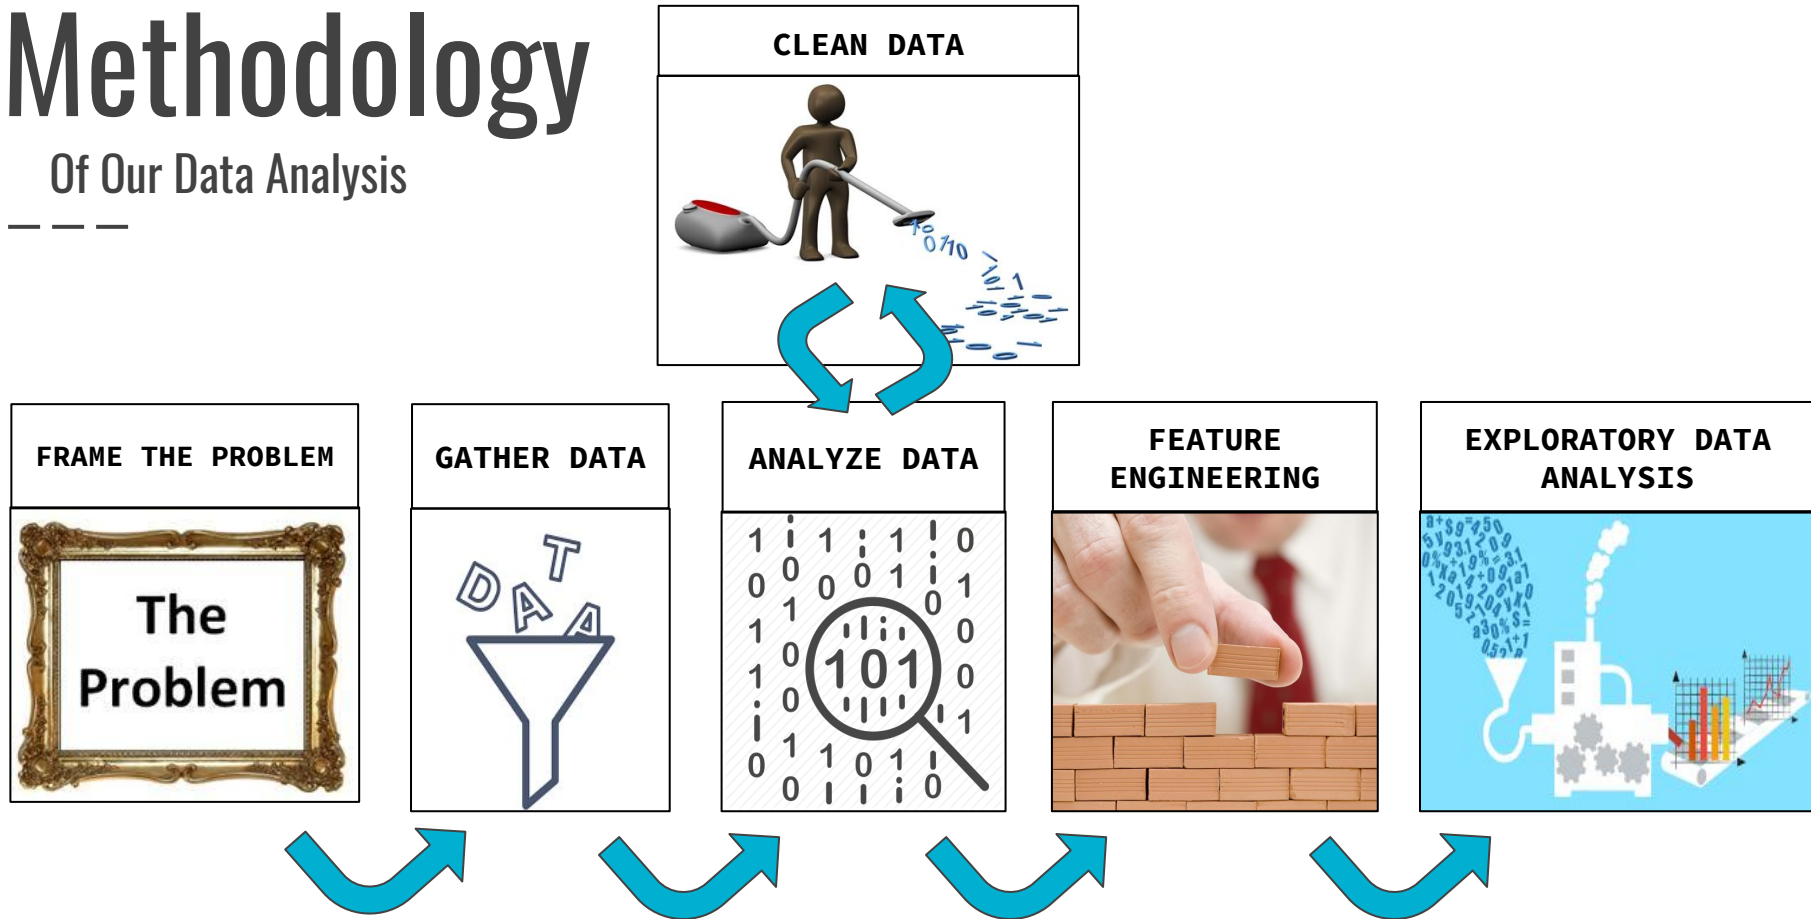 Methodology
Of Our Data Analysis
CLEAN DATA
FRAME THE PROBLEM
GATHER DATA
ANALYZE DATA
FEATURE
ENGINEERING
EXPLORATORY DATA
ANALYSIS
The
Problem
DATA
101